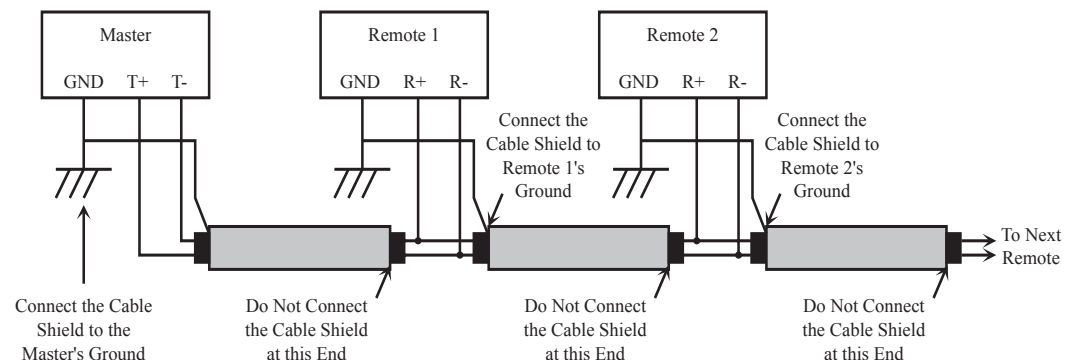 Master
GND T+ T-
Remote 1
GND R+ R-
Remote 2
GND R+ R-
Connect the
Cable Shield to
Remote 1's
Ground
Connect the
Cable Shield to
Remote 2's
Ground
To Next
Remote
Connect the Cable
Shield to the
Master's Ground
Do Not Connect
the Cable Shield
at this End
Do Not Connect
the Cable Shield
at this End
Do Not Connect
the Cable Shield
at this End